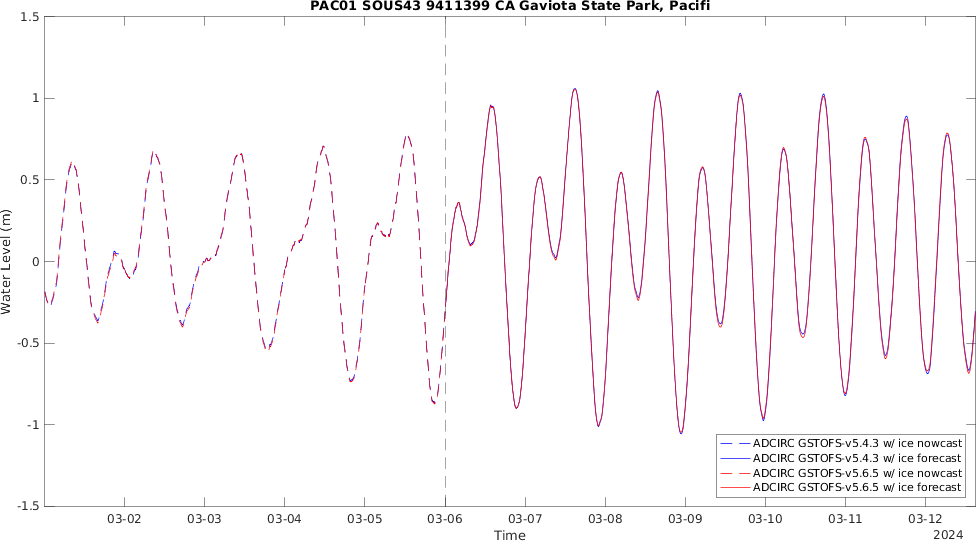 PAC01 SOUS43 9411399 CA Gaviota State Park, Pacifi
1.5
1
0.5
0
-0.5
-1
-1.5
Water Level (m)
ADCIRC GSTOFS-v5.4.3 w/ ice nowcast
ADCIRC GSTOFS-v5.4.3 w/ ice forecast
ADCIRC GSTOFS-v5.6.5 w/ ice nowcast
ADCIRC GSTOFS-v5.6.5 w/ ice forecast
03-02 03-03 03-04 03-05 03-06 03-07 03-08 03-09 03-10 03-11 03-12
Time
2024